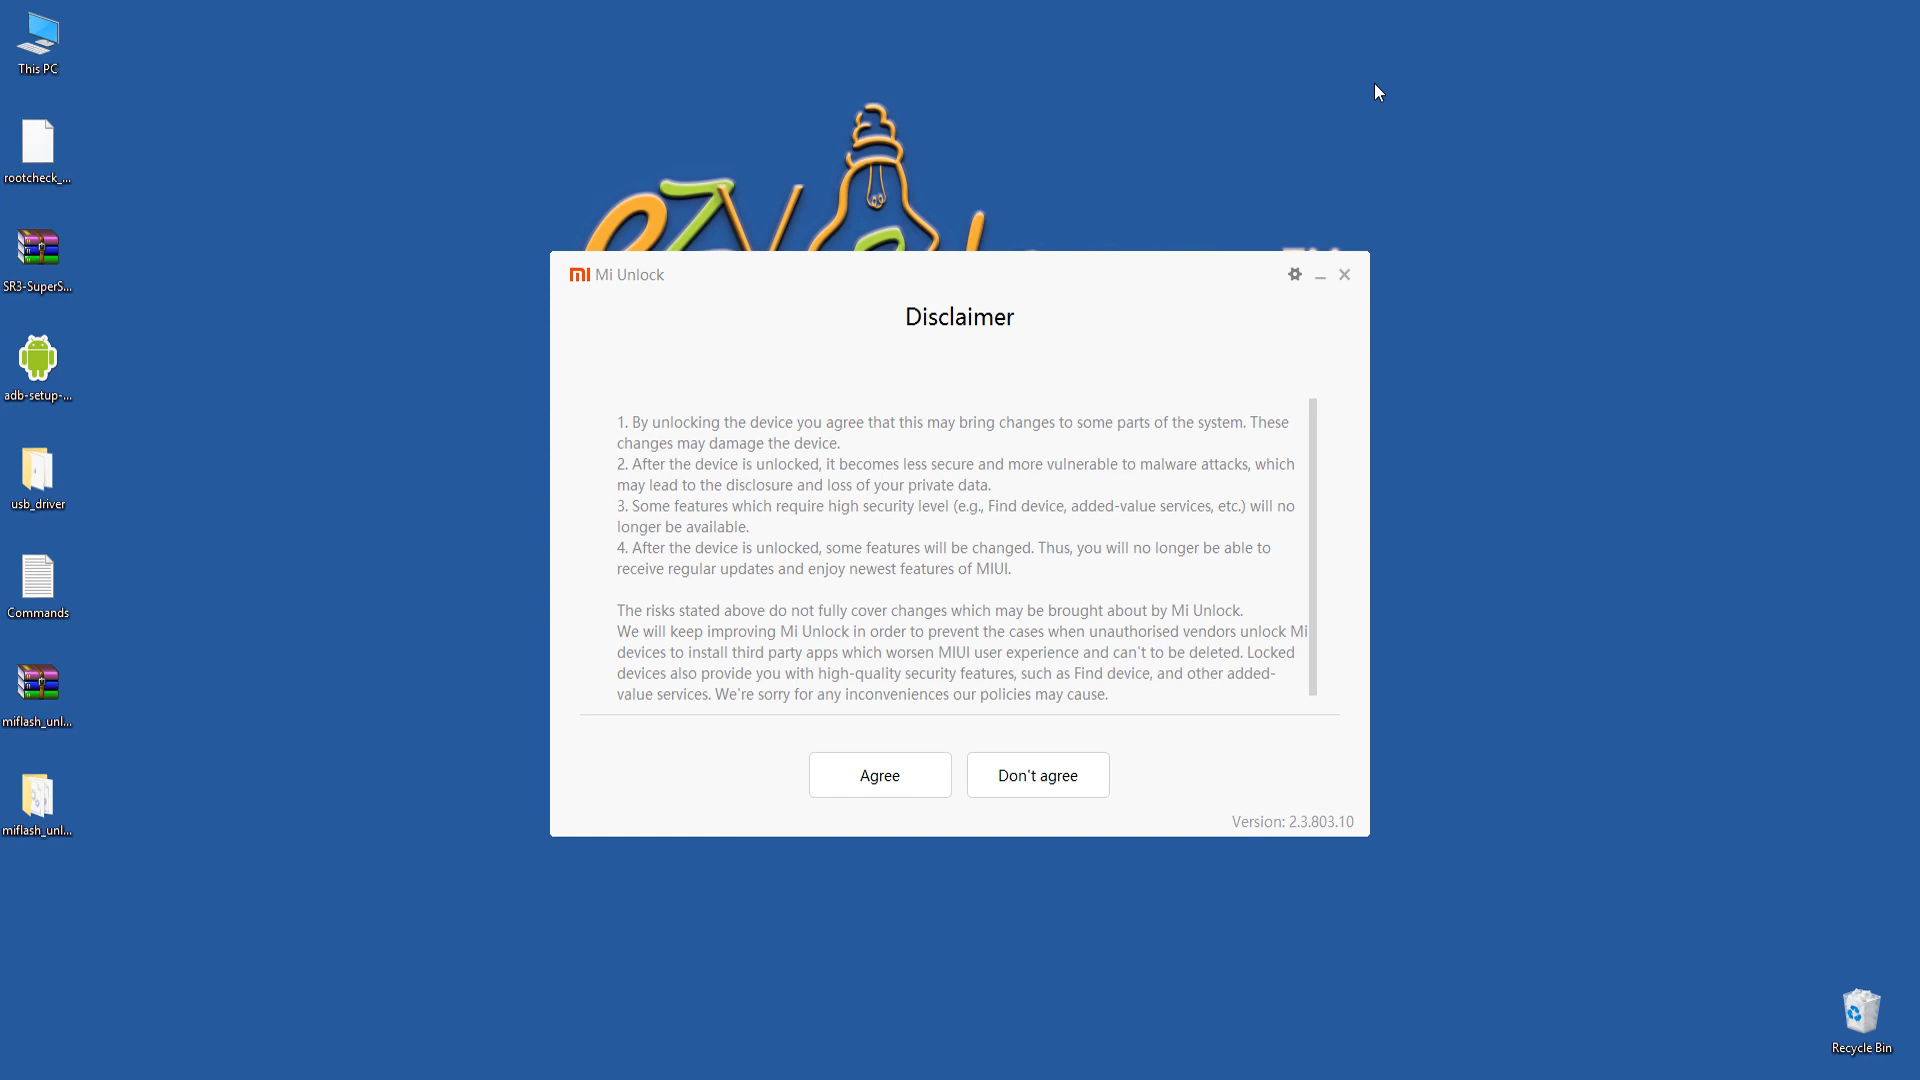 This PC
rootcheck_...
SR3-SuperS...
adb-setup-...
usb_driver
Commands
miflash_unl...
miflash_unl...
mi Mi Unlock
Disclaimer
1. By unlocking the device you agree that this may bring changes to some parts of the system. These
changes may damage the device.
2. After the device is unlocked, it becomes less secure and more vulnerable to malware attacks, which
may lead to the disclosure and loss of your private data.
3. Some features which require high security level (e.g., Find device, added-value services, etc.) will no
longer be available.
4. After the device is unlocked, some features will be changed. Thus, you will no longer be able to
receive regular updates and enjoy newest features of MIUI.
The risks stated above do not fully cover changes which may be brought about by Mi Unlock.
We will keep improving Mi Unlock in order to prevent the cases when unauthorised vendors unlock Mi
devices to install third party apps which worsen MIUI user experience and can't to be deleted. Locked
devices also provide you with high-quality security features, such as Find device, and other added-
value services. We're sorry for any inconveniences our policies may cause.
Agree
Don't agree
Version: 2.3.803.10
Recycle Bin